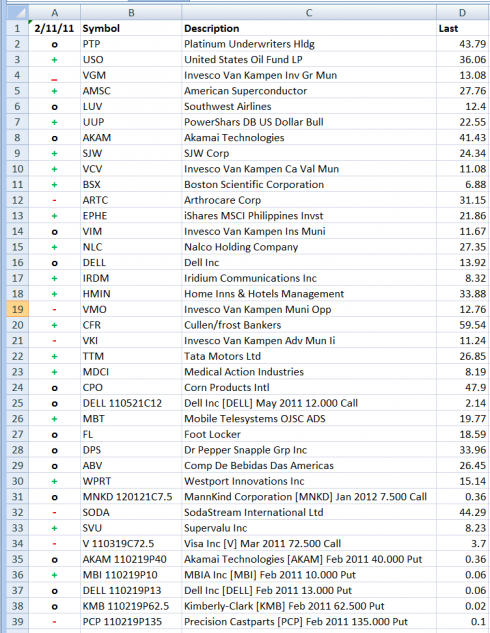 A B C D
1 2/11/11 Symbol Description Last
2 o PTP Platinum Underwriters Hldg 43.79
3 + USO United States Oil Fund LP 36.06
4 _ VGM Invesco Van Kampen Inv Gr Mun 13.08
5 + AMSC American Superconductor 27.76
6 o LUV Southwest Airlines 12.4
7 + UUP PowerShars DB US Dollar Bull 22.55
8 o AKAM Akamai Technologies 41.43
9 + SJW SJW Corp 24.34
10 + VCV Invesco Van Kampen Ca Val Mun 11.08
11 + BSX Boston Scientific Corporation 6.88
12 - ARTC Arthrocare Corp 31.15
13 + EPHE iShares MSCI Philippines Invst 21.86
14 o VIM Invesco Van Kampen Ins Muni 11.67
15 + NLC Nalco Holding Company 27.35
16 o DELL Dell Inc 13.92
17 + IRDM Iridium Communications Inc 8.32
18 + HMIN Home Inns & Hotels Management 33.88
19 - VMO Invesco Van Kampen Muni Opp 12.76
20 + CFR Cullen/frost Bankers 59.54
21 - VKI Invesco Van Kampen Adv Mun Ii 11.24
22 + TTM Tata Motors Ltd 26.85
23 + MDCI Medical Action Industries 8.19
24 o CPO Corn Products Intl 47.9
25 o DELL 110521C12 Dell Inc [DELL] May 2011 12.000 Call 2.14
26 + MBT Mobile Telesystems OJSC ADS 19.77
27 o FL Foot Locker 18.59
28 o DPS Dr Pepper Snapple Grp Inc 33.96
29 o ABV Comp De Bebidas Das Americas 26.45
30 + WPRT Westport Innovations Inc 15.14
31 o MNKD 120121C7.5 MannKind Corporation [MNKD] Jan 2012 7.500 Call 0.36
32 - SODA SodaStream International Ltd 44.29
33 + SVU Supervalu Inc 8.23
34 - V 110319C72.5 Visa Inc [V] Mar 2011 72.500 Call 3.7
35 o AKAM 110219P40 Akamai Technologies [AKAM] Feb 2011 40.000 Put 0.36
36 + MBI 110219P10 MBIA Inc [MBI] Feb 2011 10.000 Put 0.06
37 o DELL 110219P13 Dell Inc [DELL] Feb 2011 13.000 Put 0.06
38 o KMB 110219P62.5 Kimberly-Clark [KMB] Feb 2011 62.500 Put 0.02
39 - PCP 110219P135 Precision Castparts [PCP] Feb 2011 135.000 Put 0.1